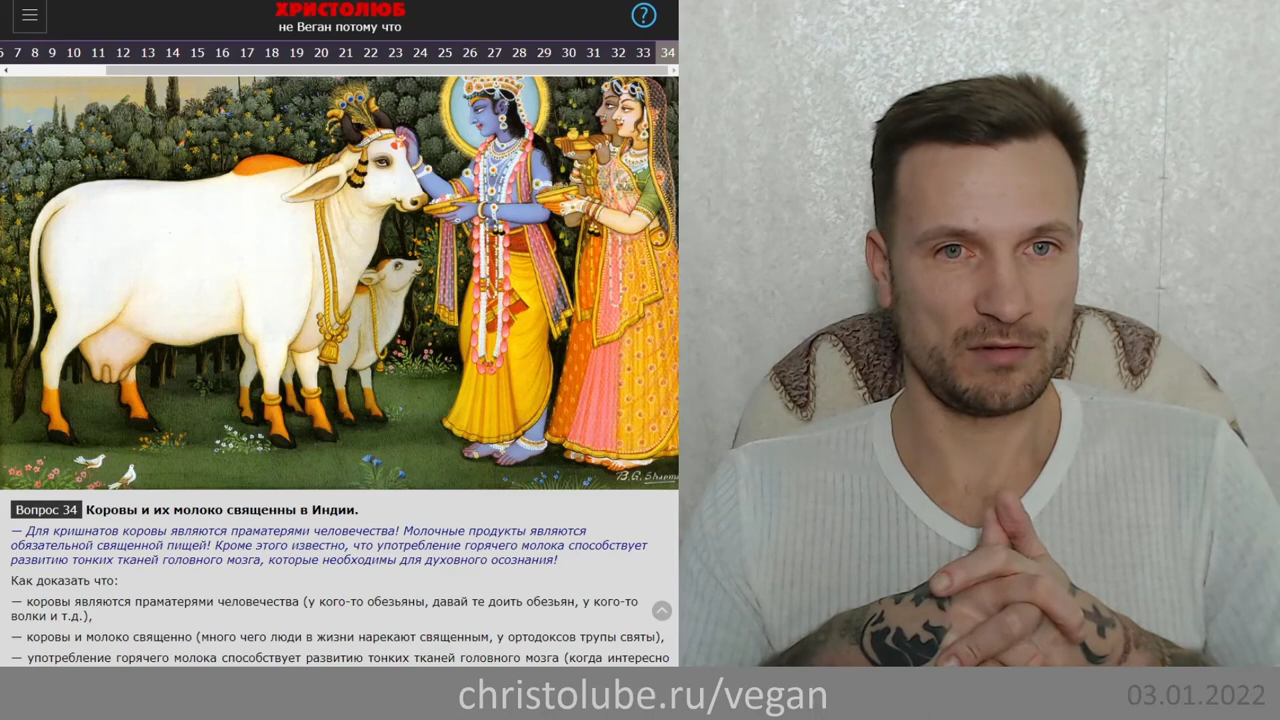 ХРИСТОЛЮБ
не Веган потому что
?
6 7 8 9 10 11 12 13 14 15 16 17 18 19 20 21 22 23 24 25 26 27 28 29 30 31 32 33 34
B.G. Sharma
Вопрос 34 Коровы и их молоко священны в Индии.
— Для кришнатов коровы являются праматерями человечества! Молочные продукты являются
обязательной священной пищей! Кроме этого известно, что употребление горячего молока способствует
развитию тонких тканей головного мозга, которые необходимы для духовного осознания!
Как доказать что:
— коровы являются праматерями человечества (у кого-то обезьяны, давай те доить обезьян, у кого-то
волки и т.д.),
— коровы и молоко священно (много чего люди в жизни нарекают священным, у ортодоксов трупы святы),
— употребление горячего молока способствует развитию тонких тканей головного мозга (когда интересно
christolube.ru/vegan
03.01.2022